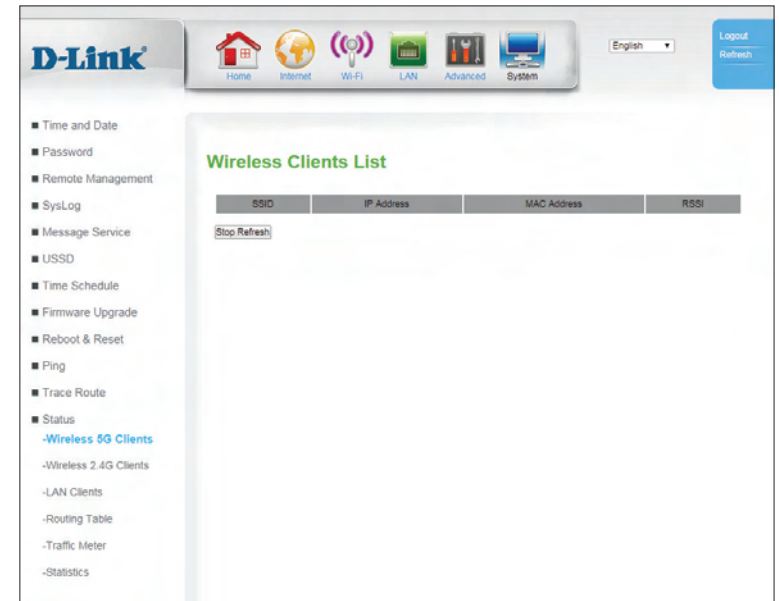 D-Link
Home
Internet
Wi-Fi
LAN
Advanced
System
English
Logout
Refresh
Time and Date
Password
Remote Management
SysLog
Message Service
USSD
Time Schedule
Firmware Upgrade
Reboot & Reset
Ping
Trace Route
Status
-Wireless 5G Clients
-Wireless 2.4G Clients
-LAN Clients
-Routing Table
-Traffic Meter
-Statistics
Wireless Clients List
SSID IP Address MAC Address RSSI
Stop Refresh